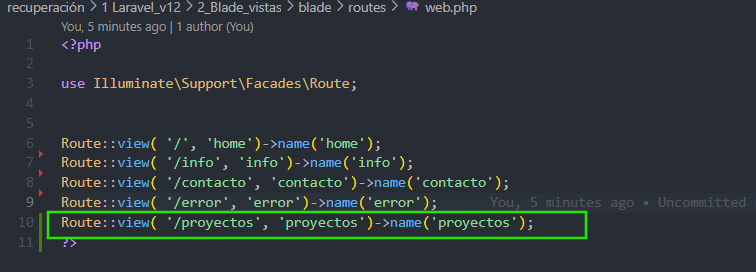 recuperación > 1 Laravel_v12 > 2_Blade_vistas > blade > routes > web.php
You, 5 minutes ago | 1 author (You)
1 <?php
2
3 use Illuminate\Support\Facades\Route;
4
5
6 Route::view( '/', 'home')->name('home');
7 Route::view( '/info', 'info')->name('info');
8 Route::view( '/contacto', 'contacto')->name('contacto');
9 Route::view( '/error', 'error')->name('error'); You, 5 minutes ago • Uncommitted
10 Route::view( '/proyectos', 'proyectos')->name('proyectos');
11 ?>